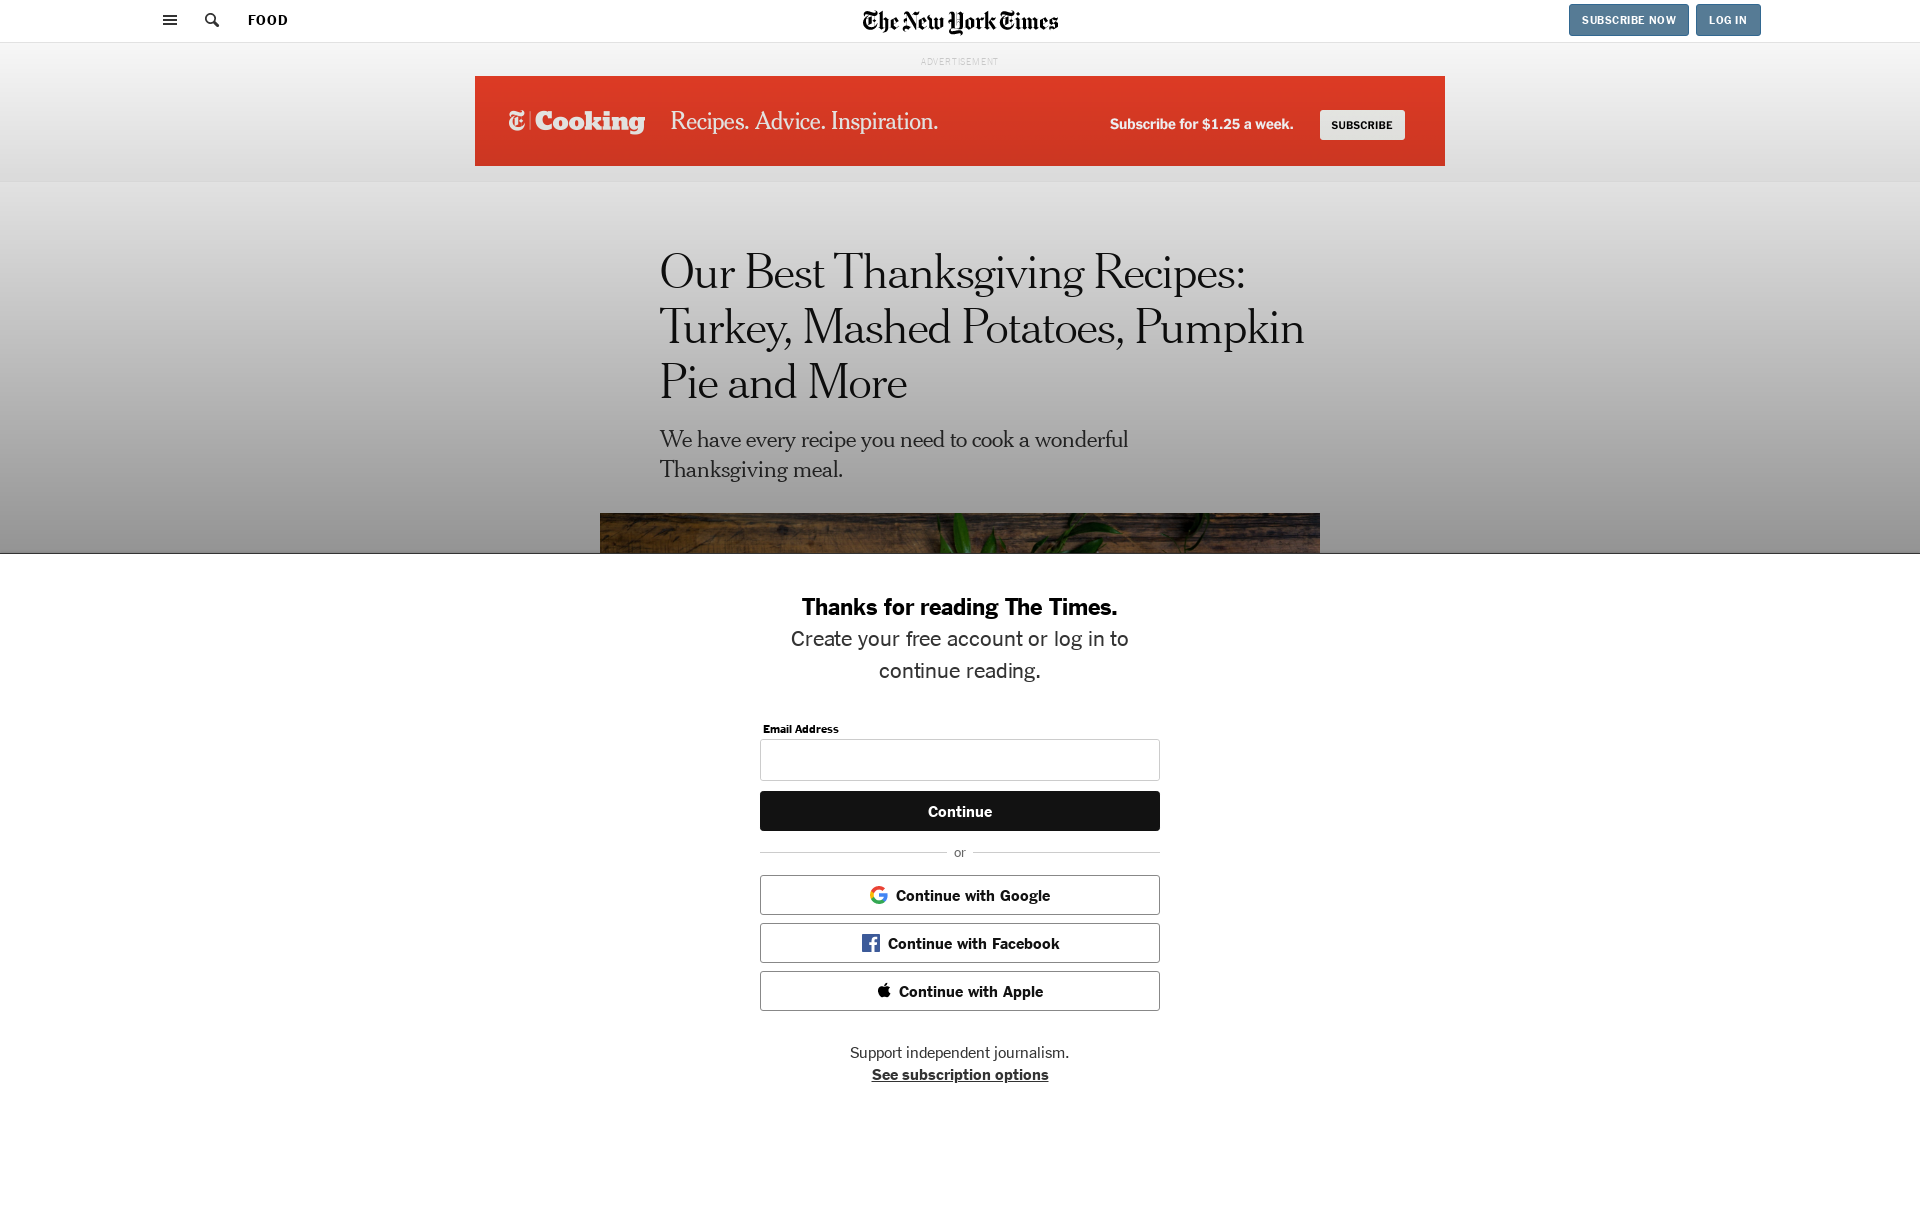 FOOD
The New York Times
SUBSCRIBE NOW
LOG IN
ADVERTISEMENT
T Cooking
Recipes. Advice. Inspiration.
Subscribe for $1.25 a week.
SUBSCRIBE
Our Best Thanksgiving Recipes:
Turkey, Mashed Potatoes, Pumpkin
Pie and More
We have every recipe you need to cook a wonderful
Thanksgiving meal.
Thanks for reading The Times.
Create your free account or log in to
continue reading.
Email Address
Continue
or
Continue with Google
Continue with Facebook
Continue with Apple
Support independent journalism.
See subscription options